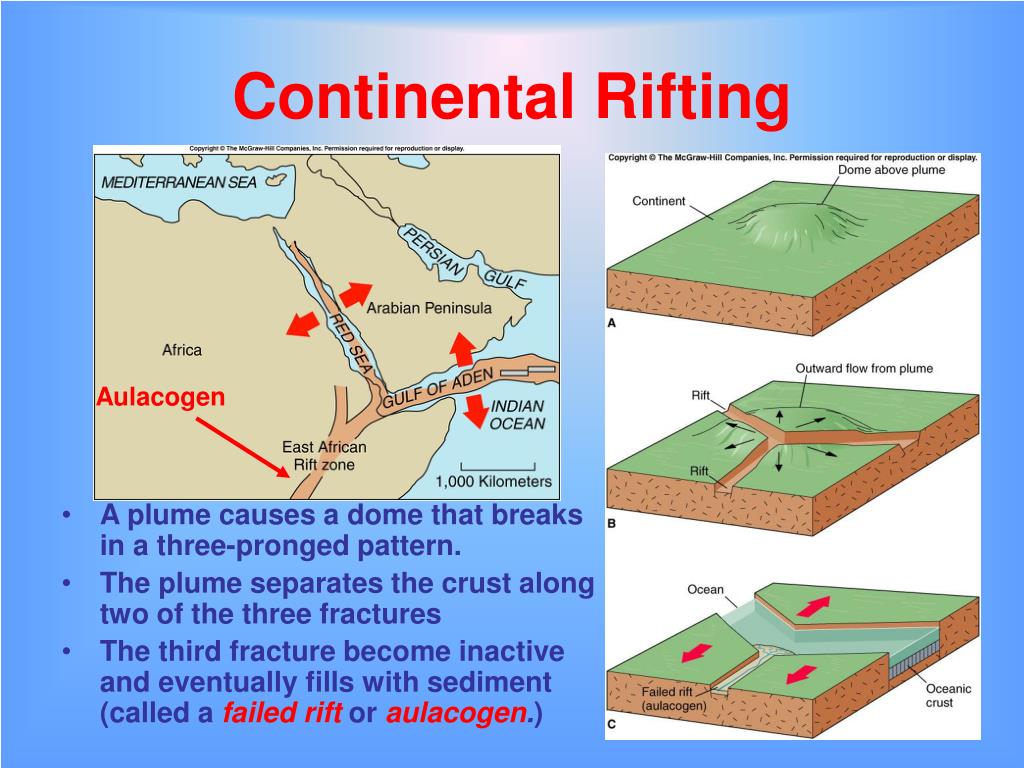 Continental Rifting
Copyright © The McGraw-Hill Companies, Inc. Permission required for reproduction or display.
MEDITERRANEAN SEA
PERSIAN
GULF
Arabian Peninsula
RED SEA
Africa
Aulacogen
GULF OF ADEN
INDIAN
OCEAN
East African
Rift zone
1,000 Kilometers
• A plume causes a dome that breaks
in a three-pronged pattern.
• The plume separates the crust along
two of the three fractures
• The third fracture become inactive
and eventually fills with sediment
(called a failed rift or aulacogen.)
Copyright © The McGraw-Hill Companies, Inc. Permission required for reproduction or display.
Dome above plume
Continent
A
Outward flow from plume
Rift
Rift
B
Ocean
Failed rift
(aulacogen)
Oceanic
crust
C